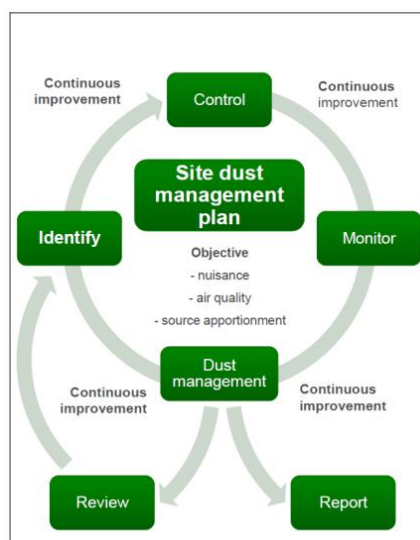 Continuous
improvement
Control
Continuous
improvement
Site dust
management
plan
Identify
Monitor
Objective
- nuisance
- air quality
- source apportionment
Dust
management
Continuous
improvement
Continuous
improvement
Review
Report